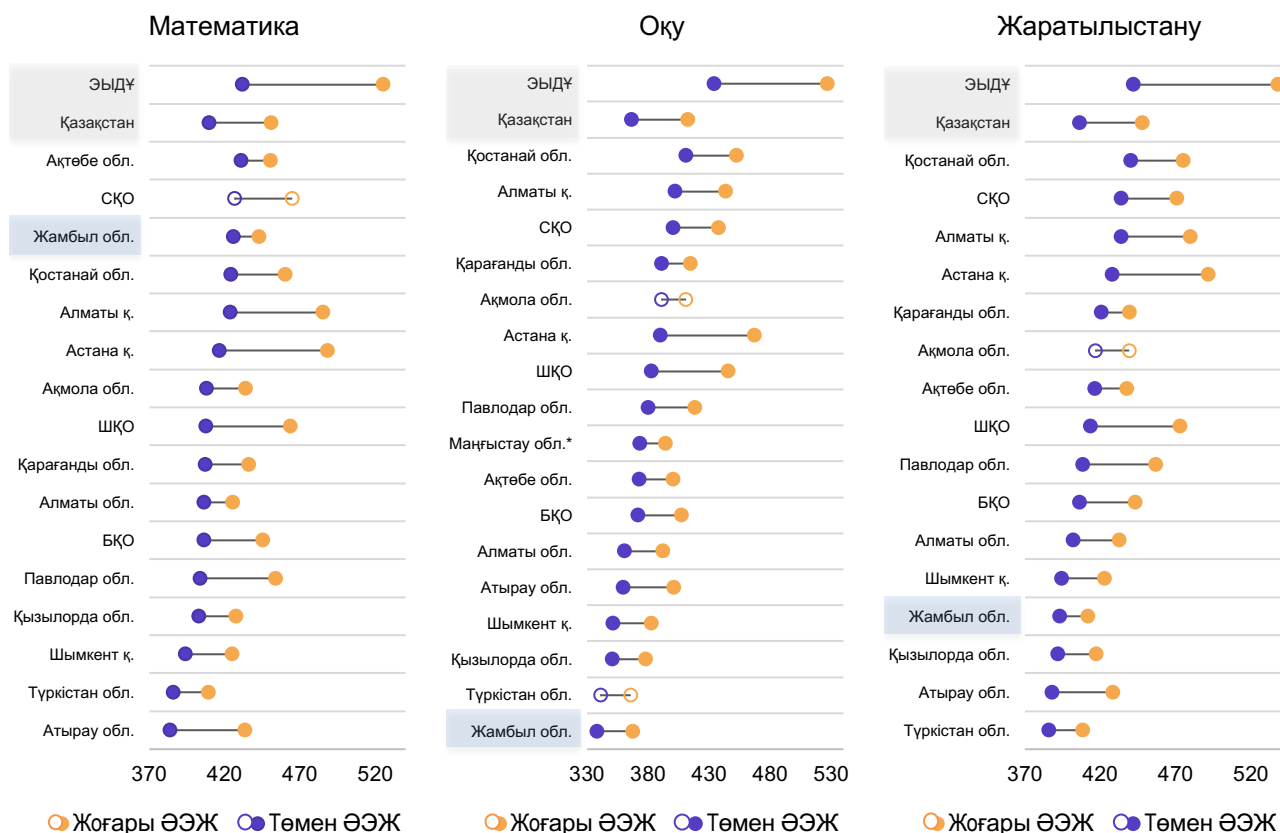 Математика
ЭЫДҰ
Қазақстан
Ақтөбе обл.
СҚО
Жамбыл обл.
Қостанай обл.
Алматы қ.
Астана қ.
Ақмола обл.
ШҚО
Қарағанды обл.
Алматы обл.
БҚО
Павлодар обл.
Қызылорда обл.
Шымкент қ.
Түркістан обл.
Атырау обл.
370 420 470 520
Жоғары ӘЭЖ Төмен ӘЭЖ
Оқу
ЭЫДҰ
Қазақстан
Қостанай обл.
Алматы қ.
СҚО
Қарағанды обл.
Ақмола обл.
Астана қ.
ШҚО
Павлодар обл.
Маңғыстау обл.*
Ақтөбе обл.
БҚО
Алматы обл.
Атырау обл.
Шымкент қ.
Қызылорда обл.
Түркістан обл.
Жамбыл обл.
330 380 430 480 530
Жоғары ӘЭЖ Төмен ӘЭЖ
Жаратылыстану
ЭЫДҰ
Қазақстан
Қостанай обл.
СҚО
Алматы қ.
Астана қ.
Қарағанды обл.
Ақмола обл.
Ақтөбе обл.
ШҚО
Павлодар обл.
БҚО
Алматы обл.
Шымкент қ.
Жамбыл обл.
Қызылорда обл.
Атырау обл.
Түркістан обл.
370 420 470 520
Жоғары ӘЭЖ Төмен ӘЭЖ